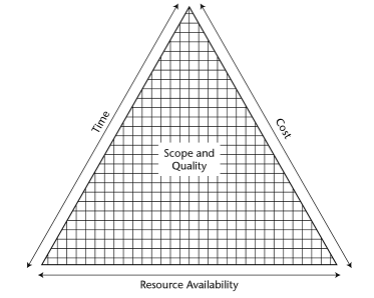 Time
Cost
Scope and
Quality
Resource Availability